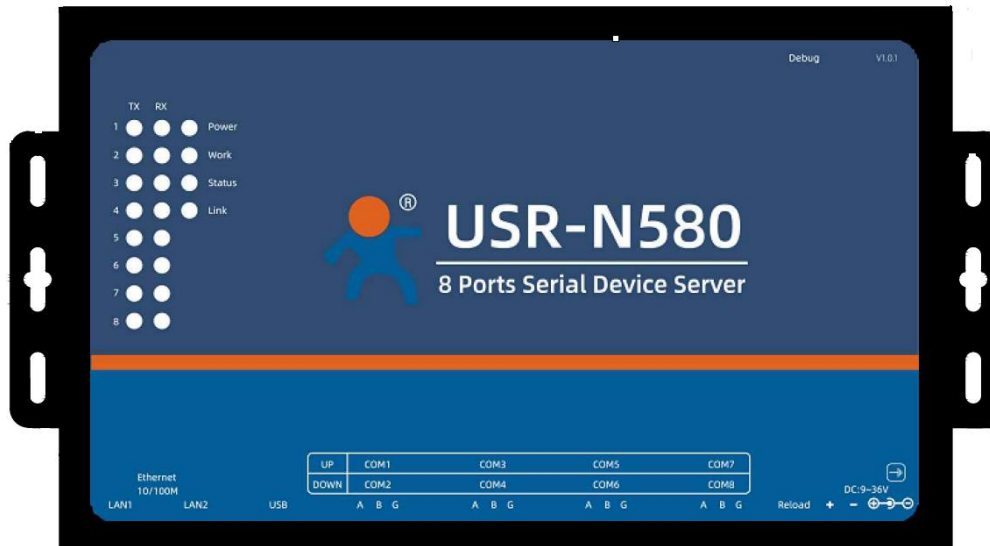 Debug V1.0.1
TX RX
1 Power
2 Work
3 Status
4 Link
5
6
7
8
®
USR-N580
8 Ports Serial Device Server
UP COM1 COM3 COM5 COM7
DOWN COM2 COM4 COM6 COM8
Ethernet
10/100M
DC:9~36V
LAN1 LAN2 USB A B G A B G A B G A B G Reload + −